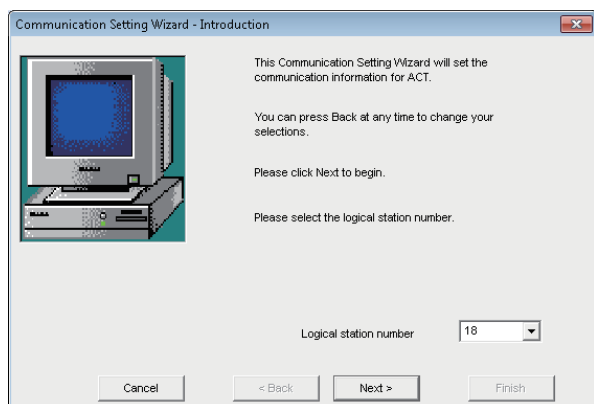 Communication Setting Wizard - Introduction
This Communication Setting Wizard will set the
communication information for ACT.
You can press Back at any time to change your
selections.
Please click Next to begin.
Please select the logical station number.
Logical station number
18
Cancel
< Back
Next >
Finish